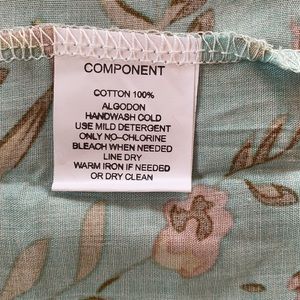 COMPONENT
COTTON 100%
ALGODON
HANDWASH COLD
USE MILD DETERGENT
ONLY NO-CHLORINE
BLEACH WHEN NEEDED
LINE DRY
WARM IRON IF NEEDED
OR DRY CLEAN